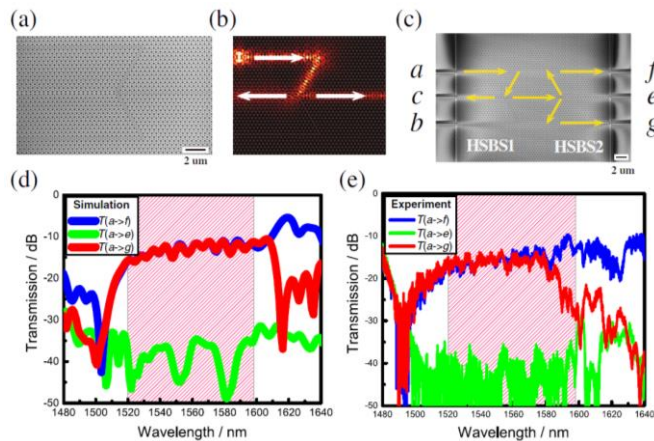 (a)
(b)
(c)
2 um
a
c
b
f
e
g
HSBS1
HSBS2
2 um
(d)
(e)
Simulation
T(a->f)
T(a->e)
T(a->g)
Transmission / dB
0
-10
-20
-30
-40
-50
1480 1500 1520 1540 1560 1580 1600 1620 1640
Wavelength / nm
Experiment
T(a->f)
T(a->e)
T(a->g)
Transmission / dB
0
-10
-20
-30
-40
-50
1480 1500 1520 1540 1560 1580 1600 1620 1640
Wavelength / nm